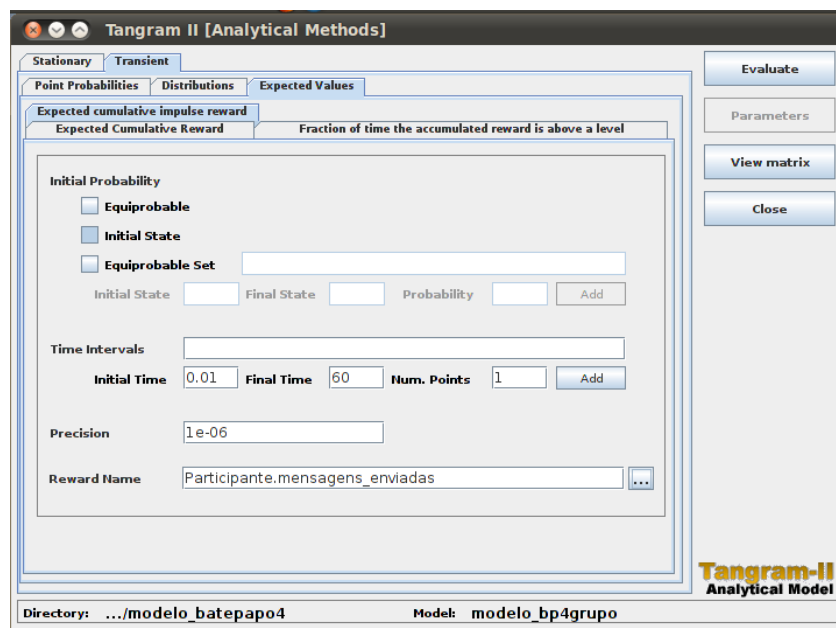 Tangram II [Analytical Methods]
Stationary Transient
Point Probabilities Distributions Expected Values
Expected cumulative impulse reward
Expected Cumulative Reward Fraction of time the accumulated reward is above a level
Initial Probability
Equiprobable
Initial State
Equiprobable Set
Initial State Final State Probability Add
Time Intervals
Initial Time 0.01 Final Time 60 Num. Points 1 Add
Precision 1e-06
Reward Name Participante.mensagens_enviadas ...
Evaluate
Parameters
View matrix
Close
Tangram-II
Analytical Model
Directory: .../modelo_batepapo4 Model: modelo_bp4grupo